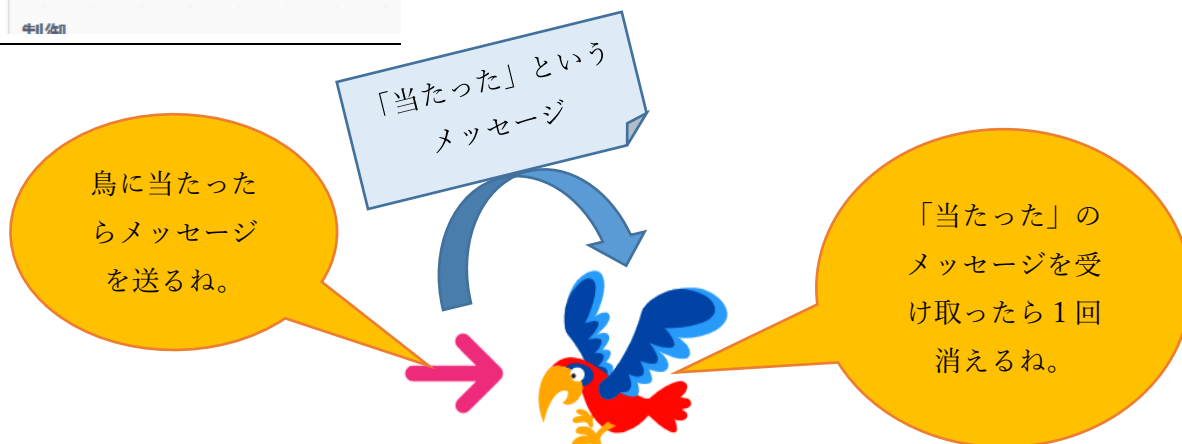 制御
「当たった」という
メッセージ
鳥に当たった
らメッセージ
を送るね。
「当たった」の
メッセージを受
け取ったら１回
消えるね。